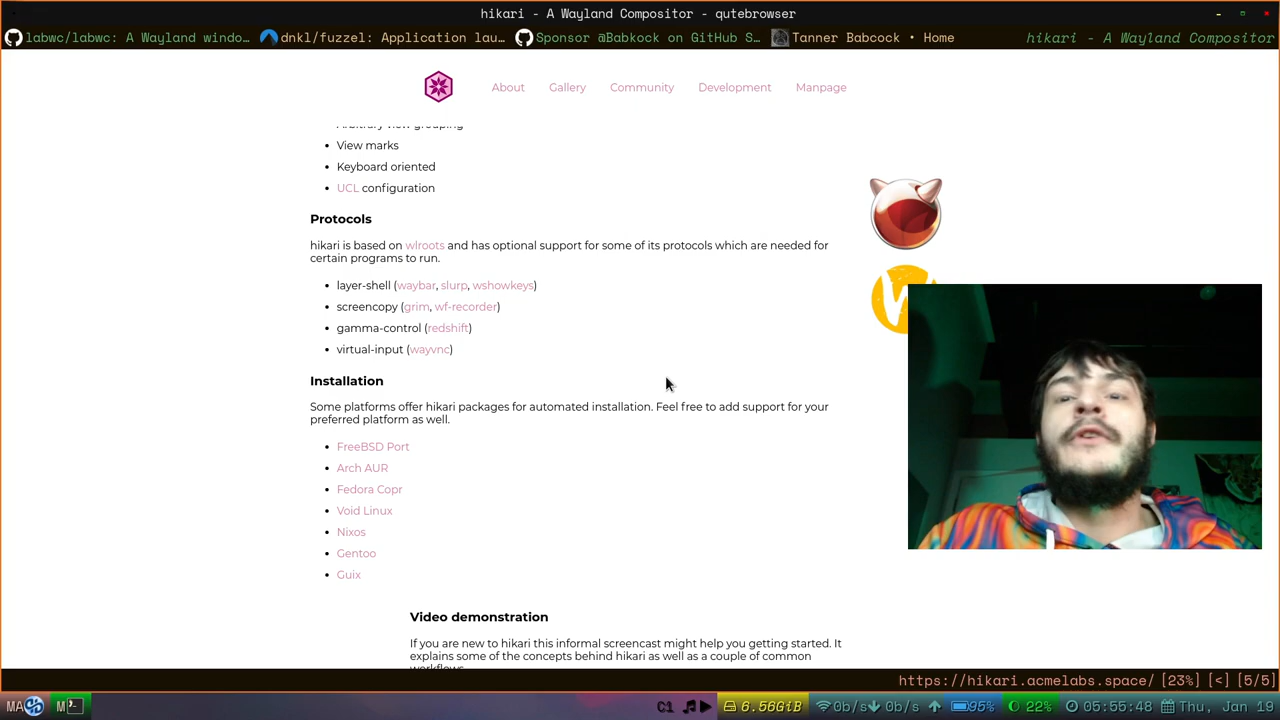 hikari - A Wayland Compositor - qutebrowser
labwc/labwc: A Wayland windo… dnkl/fuzzel: Application lau… Sponsor @Babkock on GitHub S… Tanner Babcock • Home hikari - A Wayland Compositor
About Gallery Community Development Manpage
Arbitrary view grouping
View marks
Keyboard oriented
UCL configuration
Protocols
hikari is based on wlroots and has optional support for some of its protocols which are needed for
certain programs to run.
layer-shell (waybar, slurp, wshowkeys)
screencopy (grim, wf-recorder)
gamma-control (redshift)
virtual-input (wayvnc)
Installation
Some platforms offer hikari packages for automated installation. Feel free to add support for your
preferred platform as well.
FreeBSD Port
Arch AUR
Fedora Copr
Void Linux
Nixos
Gentoo
Guix
Video demonstration
If you are new to hikari this informal screencast might help you getting started. It
explains some of the concepts behind hikari as well as a couple of common
workflows.
https://hikari.acmelabs.space/ [23%] [<] [5/5]
MA M 6.56GiB 0b/s 0b/s 95% 22% 05:55:48 Thu, Jan 19